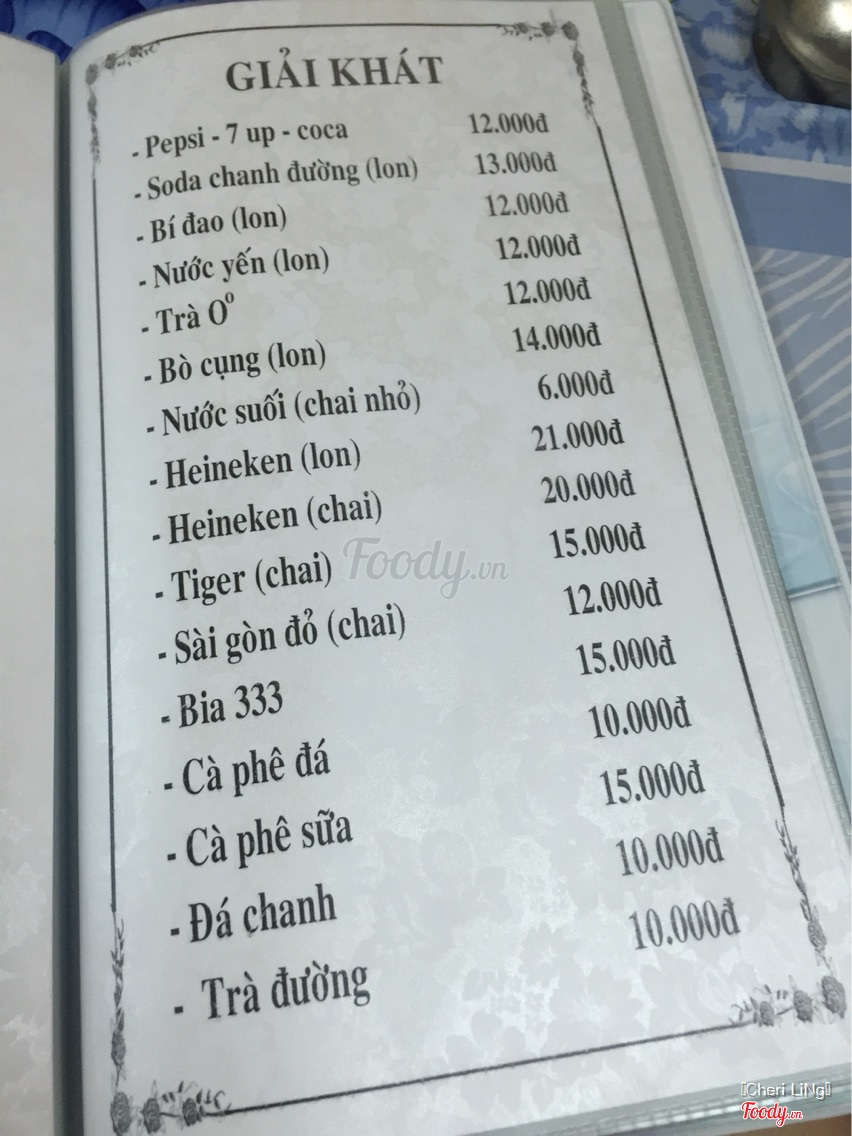 GIẢI KHÁT
- Pepsi - 7 up - coca 12.000đ
- Soda chanh đường (lon) 13.000đ
- Bí đao (lon) 12.000đ
- Nước yến (lon) 12.000đ
- Trà O° 12.000đ
- Bò cụng (lon) 14.000đ
- Nước suối (chai nhỏ) 6.000đ
- Heineken (lon) 21.000đ
- Heineken (chai) 20.000đ
- Tiger (chai) 15.000đ
- Sài gòn đỏ (chai) 12.000đ
- Bia 333 15.000đ
- Cà phê đá 10.000đ
- Cà phê sữa 15.000đ
- Đá chanh 10.000đ
- Trà đường 10.000đ
Foody.vn
Cheri LiNg
Foody.vn